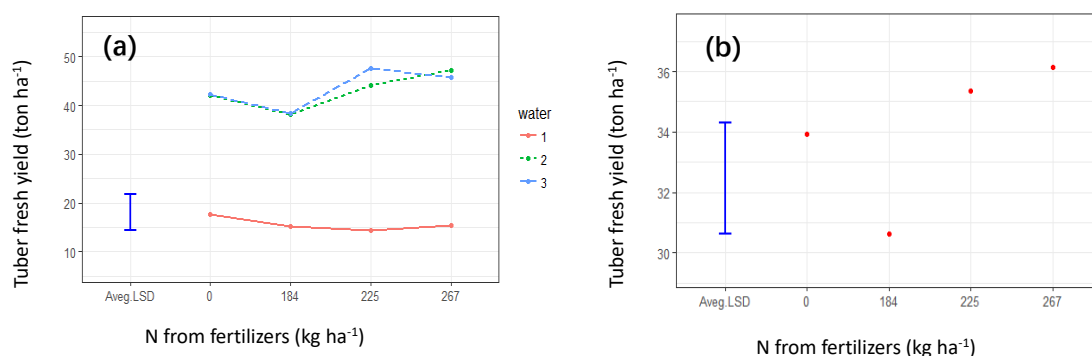 (a)
Tuber fresh yield (ton ha⁻¹)
50
40
30
20
10
Aveg.LSD 0 184 225 267
N from fertilizers (kg ha⁻¹)
water
1
2
3
(b)
Tuber fresh yield (ton ha⁻¹)
36
34
32
30
Aveg.LSD 0 184 225 267
N from fertilizers (kg ha⁻¹)